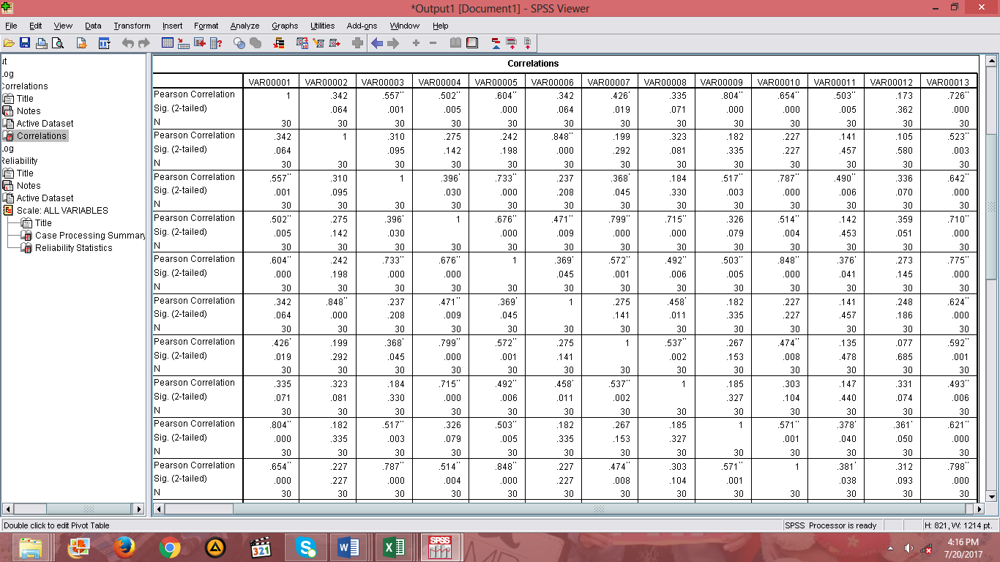 *Output1 [Document1] - SPSS Viewer
File Edit View Data Transform Insert Format Analyze Graphs Utilities Add-ons Window Help
ut
Log
Correlations
Title
Notes
Active Dataset
Correlations
Log
Reliability
Title
Notes
Active Dataset
Scale: ALL VARIABLES
Title
Case Processing Summary
Reliability Statistics
Correlations
VAR00001 VAR00002 VAR00003 VAR00004 VAR00005 VAR00006 VAR00007 VAR00008 VAR00009 VAR00010 VAR00011 VAR00012 VAR00013
Pearson Correlation 1 .342 .557** .502** .604** .342 .426* .335 .804** .654** .503** .173 .726**
Sig. (2-tailed) .064 .001 .005 .000 .064 .019 .071 .000 .000 .005 .362 .000
N 30 30 30 30 30 30 30 30 30 30 30 30 30
Pearson Correlation .342 1 .310 .275 .242 .848** .199 .323 .182 .227 .141 .105 .523**
Sig. (2-tailed) .064 .095 .142 .198 .000 .292 .081 .335 .227 .457 .580 .003
N 30 30 30 30 30 30 30 30 30 30 30 30 30
Pearson Correlation .557** .310 1 .396* .733** .237 .368* .184 .517** .787** .490** .336 .642**
Sig. (2-tailed) .001 .095 .030 .000 .208 .045 .330 .003 .000 .006 .070 .000
N 30 30 30 30 30 30 30 30 30 30 30 30 30
Pearson Correlation .502** .275 .396* 1 .676** .471** .799** .715** .326 .514** .142 .359 .710**
Sig. (2-tailed) .005 .142 .030 .000 .009 .000 .000 .079 .004 .453 .051 .000
N 30 30 30 30 30 30 30 30 30 30 30 30 30
Pearson Correlation .604** .242 .733** .676** 1 .369* .572** .492** .503** .848** .376* .273 .775**
Sig. (2-tailed) .000 .198 .000 .000 .045 .001 .006 .005 .000 .041 .145 .000
N 30 30 30 30 30 30 30 30 30 30 30 30 30
Pearson Correlation .342 .848** .237 .471** .369* 1 .275 .458* .182 .227 .141 .248 .624**
Sig. (2-tailed) .064 .000 .208 .009 .045 .141 .011 .335 .227 .457 .186 .000
N 30 30 30 30 30 30 30 30 30 30 30 30 30
Pearson Correlation .426* .199 .368* .799** .572** .275 1 .537** .267 .474** .135 .077 .592**
Sig. (2-tailed) .019 .292 .045 .000 .001 .141 .002 .153 .008 .478 .685 .001
N 30 30 30 30 30 30 30 30 30 30 30 30 30
Pearson Correlation .335 .323 .184 .715** .492** .458* .537** 1 .185 .303 .147 .331 .493**
Sig. (2-tailed) .071 .081 .330 .000 .006 .011 .002 .327 .104 .440 .074 .006
N 30 30 30 30 30 30 30 30 30 30 30 30 30
Pearson Correlation .804** .182 .517** .326 .503** .182 .267 .185 1 .571** .378* .361* .621**
Sig. (2-tailed) .000 .335 .003 .079 .005 .335 .153 .327 .001 .040 .050 .000
N 30 30 30 30 30 30 30 30 30 30 30 30 30
Pearson Correlation .654** .227 .787** .514** .848** .227 .474** .303 .571** 1 .381* .312 .798**
Sig. (2-tailed) .000 .227 .000 .004 .000 .227 .008 .104 .001 .038 .093 .000
N 30 30 30 30 30 30 30 30 30 30 30 30 30
Double click to edit Pivot Table
SPSS Processor is ready
H: 821, W: 1214 pt.
321
SPSS
4:16 PM
7/20/2017